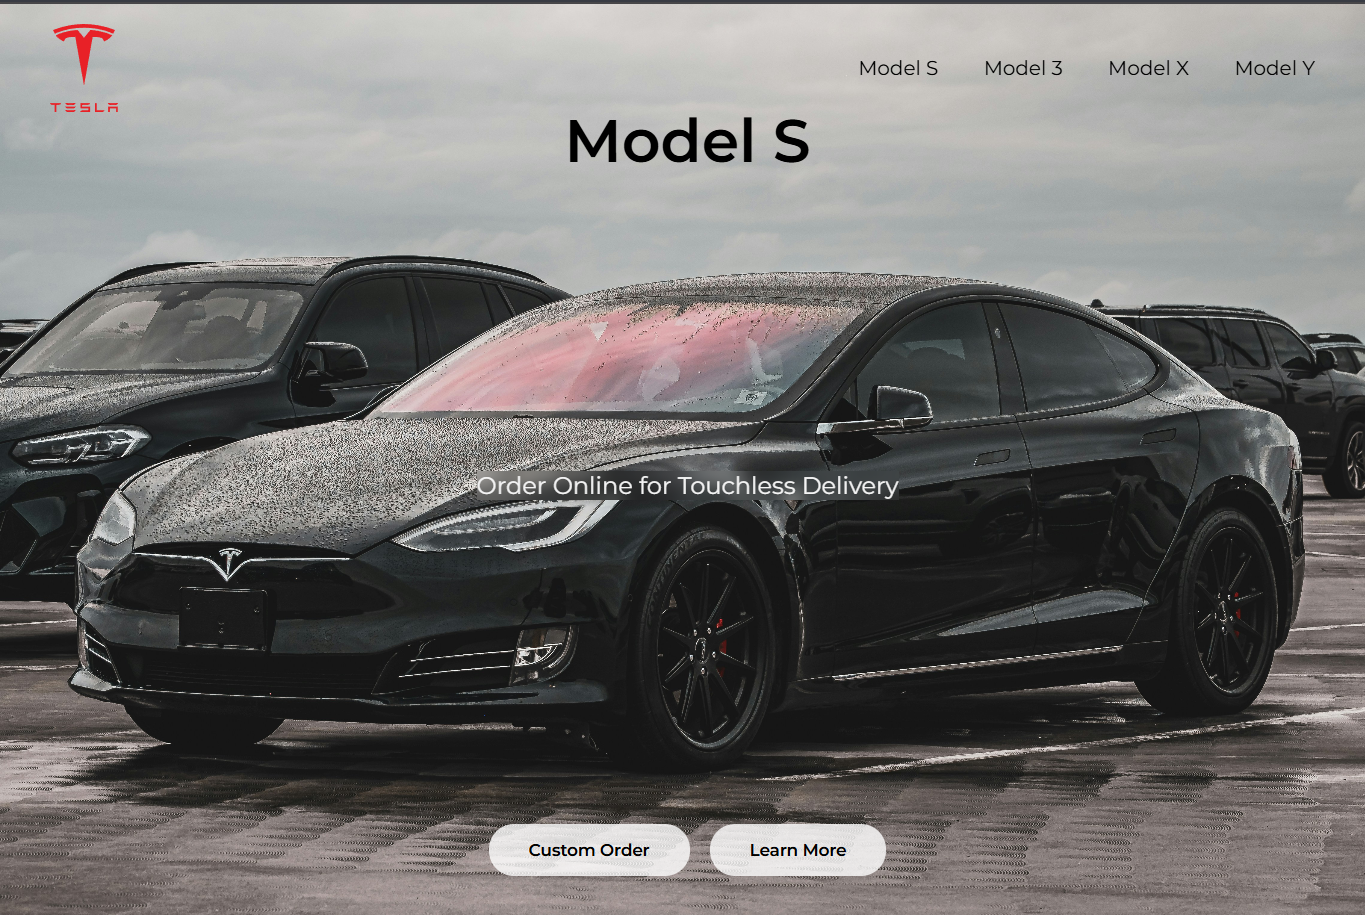 TESLA
Model S Model 3 Model X Model Y
Model S
Order Online for Touchless Delivery
Custom Order Learn More